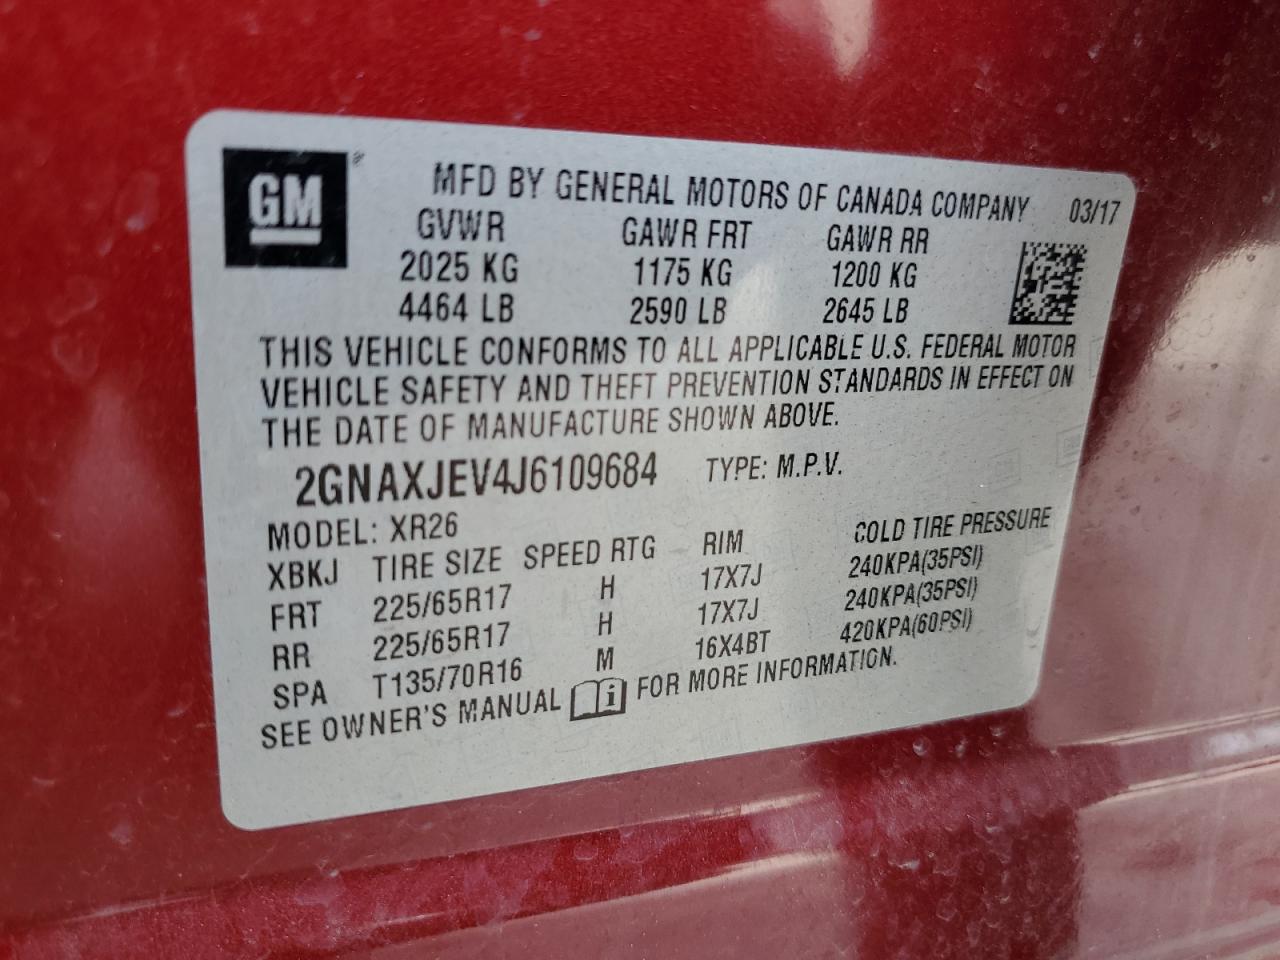 GM
MFD BY GENERAL MOTORS OF CANADA COMPANY 03/17
GVWR GAWR FRT GAWR RR
2025 KG 1175 KG 1200 KG
4464 LB 2590 LB 2645 LB
THIS VEHICLE CONFORMS TO ALL APPLICABLE U.S. FEDERAL MOTOR
VEHICLE SAFETY AND THEFT PREVENTION STANDARDS IN EFFECT ON
THE DATE OF MANUFACTURE SHOWN ABOVE.
2GNAXJEV4J6109684 TYPE: M.P.V.
MODEL: XR26
XBKJ TIRE SIZE SPEED RTG RIM COLD TIRE PRESSURE
FRT 225/65R17 H 17X7J 240KPA(35PSI)
RR 225/65R17 H 17X7J 240KPA(35PSI)
SPA T135/70R16 M 16X4BT 420KPA(60PSI)
SEE OWNER'S MANUAL i FOR MORE INFORMATION.